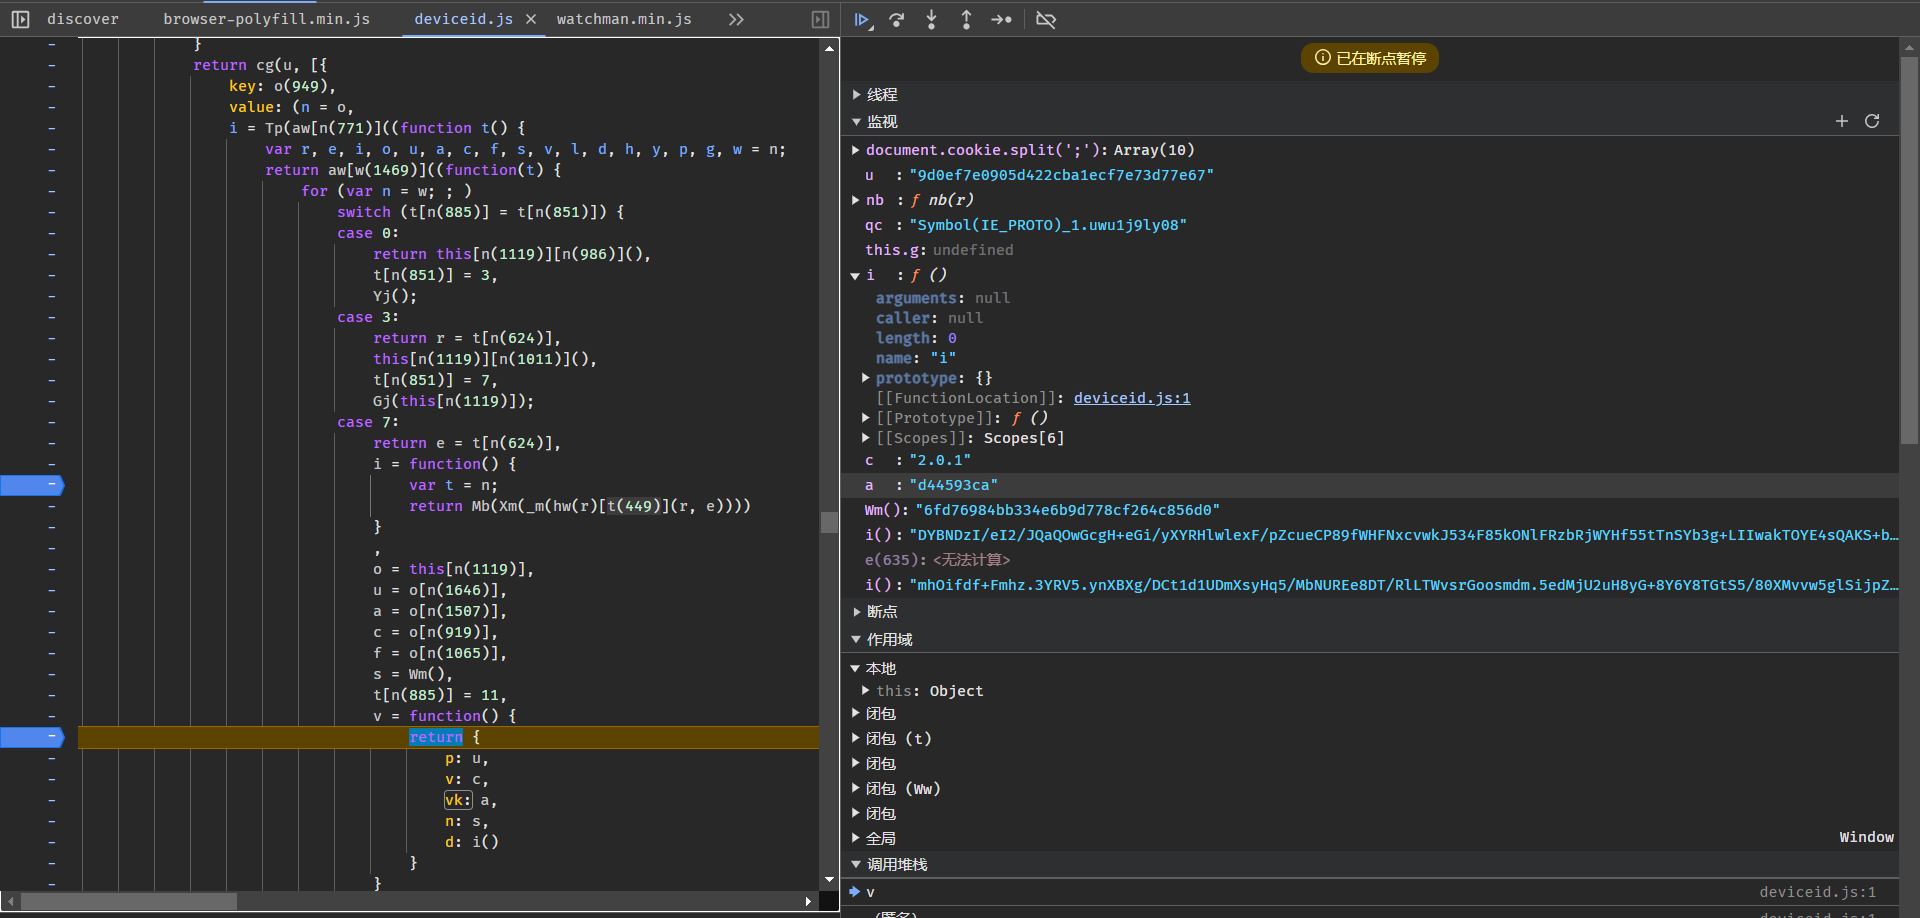 discover browser-polyfill.min.js deviceid.js × watchman.min.js »
}
return cg(u, [{
key: o(949),
value: (n = o,
i = Tp(aw[n(771)]((function t() {
var r, e, i, o, u, a, c, f, s, v, l, d, h, y, p, g, w = n;
return aw[w(1469)]((function(t) {
for (var n = w; ; )
switch (t[n(885)] = t[n(851)]) {
case 0:
return this[n(1119)][n(986)](),
t[n(851)] = 3,
Yj();
case 3:
return r = t[n(624)],
this[n(1119)][n(1011)](),
t[n(851)] = 7,
Gj(this[n(1119)]);
case 7:
return e = t[n(624)],
i = function() {
var t = n;
return Mb(Xm(_m(hw(r)[t(449)](r, e))))
}
,
o = this[n(1119)],
u = o[n(1646)],
a = o[n(1507)],
c = o[n(919)],
f = o[n(1065)],
s = Wm(),
t[n(885)] = 11,
v = function() {
return {
p: u,
v: c,
vk: a,
n: s,
d: i()
}
}
已在断点暂停
线程
监视
document.cookie.split(';'): Array(10)
u : "9d0ef7e0905d422cba1ecf7e73d77e67"
nb : ƒ nb(r)
qc : "Symbol(IE_PROTO)_1.uwu1j9ly08"
this.g: undefined
i : ƒ ()
arguments: null
caller: null
length: 0
name: "i"
prototype: {}
[[FunctionLocation]]: deviceid.js:1
[[Prototype]]: ƒ ()
[[Scopes]]: Scopes[6]
c : "2.0.1"
a : "d44593ca"
Wm(): "6fd76984bb334e6b9d778cf264c856d0"
i(): "DYBNDzI/eI2/JQaQOwGcgH+eGi/yXYRHlwlexF/pZcueCP89fWHFNxcvwkJ534F85kONlFRzbRjWYHf55tTnSYb3g+LIIwakTOYE4sQAKS+b…
e(635): <无法计算>
i(): "mhOifdf+Fmhz.3YRV5.ynXBXg/DCt1d1UDmXsyHq5/MbNUREe8DT/RlLTWvsrGoosmdm.5edMjU2uH8yG+8Y6Y8TGtS5/80XMvvw5glSijpZ…
断点
作用域
本地
this: Object
闭包
闭包 (t)
闭包
闭包 (Ww)
闭包
全局 Window
调用堆栈
v deviceid.js:1
(匿名) deviceid.js:1